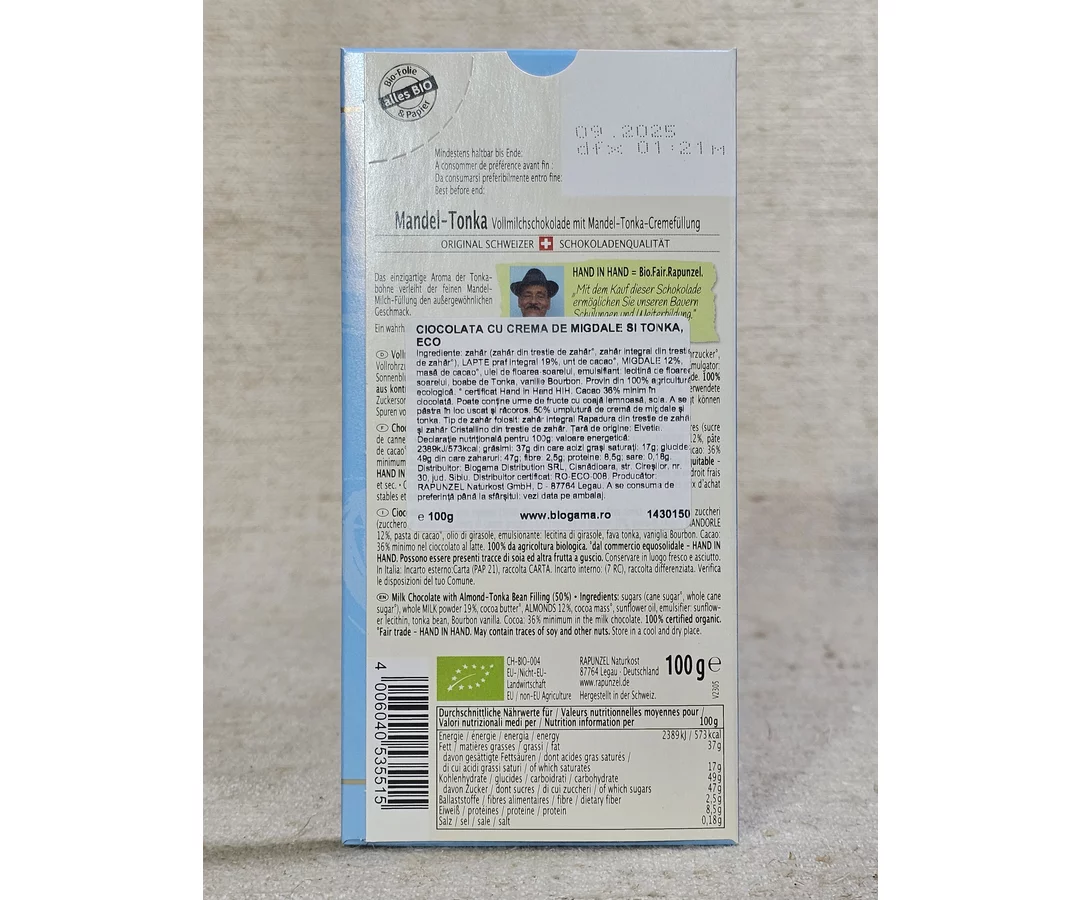 Bio-Folie
alles BIO
& Papier
09.2025
dfx 01:21M
Mindestens haltbar bis Ende:
A consommer de préférence avant fin :
Da consumarsi preferibilmente entro fine:
Best before end:
Mandel-Tonka Vollmilchschokolade mit Mandel-Tonka-Cremefüllung
ORIGINAL SCHWEIZER SCHOKOLADENQUALITÄT
Das einzigartige Aroma der Tonka-
bohne verleiht der feinen Mandel-
Milch-Füllung den außergewöhnlichen
Geschmack.
Ein wahrh
HAND IN HAND = Bio.Fair.Rapunzel.
„Mit dem Kauf dieser Schokolade
ermöglichen Sie unseren Bauern
Schulungen und Weiterbildung."
CIOCOLATA CU CREMA DE MIGDALE SI TONKA,
ECO
Ingrediente: zahăr (zahăr din trestie de zahăr*, zahăr integral din trestie
de zahăr*), LAPTE praf integral 19%, unt de cacao*, MIGDALE 12%,
masă de cacao*, ulei de floarea soarelui, emulsifiant: lecitină de floarea
soarelui, boabe de Tonka, vanilie Bourbon. Provin din 100% agricultură
ecologică. * certificat Hand in Hand HIH. Cacao 36% minim în
ciocolată. Poate conține urme de fructe cu coajă lemnoasă, soia. A se
păstra în loc uscat și răcoros. 50% umplutură de cremă de migdale și
tonka. Tip de zahăr folosit: zahăr integral Rapadura din trestie de zahăr
și zahăr Cristallino din trestie de zahăr. Țară de origine: Elveția.
Declarație nutrițională pentru 100g: valoare energetică:
2389kJ/573kcal; grăsimi: 37g din care acizi grași saturați: 17g; glucide
49g din care zaharuri: 47g; fibre: 2,5g; proteine: 8,5g; sare: 0,18g.
Distribuitor: Biogama Distribution SRL, Cisnădioara, str. Cireșilor, nr.
30, jud. Sibiu. Distribuitor certificat: RO-ECO-008. Producător:
RAPUNZEL Naturkost GmbH, D - 87764 Legau. A se consuma de
preferință până la sfârșitul: vezi data pe ambalaj.
e 100g www.biogama.ro 1430150
zuccheri
(zucchero
12%, pasta di cacao*, olio di girasole, emulsionante: lecitina di girasole, fava tonka, vaniglia Bourbon. Cacao:
36% minimo nel cioccolato al latte. 100% da agricoltura biologica. *dal commercio equosolidale – HAND IN
HAND. Possono essere presenti tracce di soia ed altra frutta a guscio. Conservare in luogo fresco e asciutto.
In Italia: Incarto esterno:Carta (PAP 21), raccolta CARTA. Incarto interno: (7 RC), raccolta differenziata. Verifica
le disposizioni del tuo Comune.
EN Milk Chocolate with Almond-Tonka Bean Filling (50%) • Ingredients: sugars (cane sugar*, whole cane
sugar*), whole MILK powder 19%, cocoa butter*, ALMONDS 12%, cocoa mass*, sunflower oil, emulsifier: sunflow-
er lecithin, tonka bean, Bourbon vanilla. Cocoa: 36% minimum in the milk chocolate. 100% certified organic.
*Fair trade – HAND IN HAND. May contain traces of soy and other nuts. Store in a cool and dry place.
4 006040 535515
CH-BIO-004
EU-/Nicht-EU-
Landwirtschaft
EU / non-EU Agriculture
RAPUNZEL Naturkost
87764 Legau · Deutschland
www.rapunzel.de
Hergestellt in der Schweiz.
100 g e
V2305
Durchschnittliche Nährwerte für / Valeurs nutritionnelles moyennes pour /
Valori nutrizionali medi per / Nutrition information per 100g
Energie / énergie / energia / energy 2389kJ / 573kcal
Fett / matières grasses / grassi / fat 37g
davon gesättigte Fettsäuren / dont acides gras saturés /
di cui acidi grassi saturi / of which saturates 17g
Kohlenhydrate / glucides / carboidrati / carbohydrate 49g
davon Zucker / dont sucres / di cui zuccheri / of which sugars 47g
Ballaststoffe / fibres alimentaires / fibre / dietary fiber 2,5g
Eiweiß / protéines / proteine / protein 8,5g
Salz / sel / sale / salt 0,18g